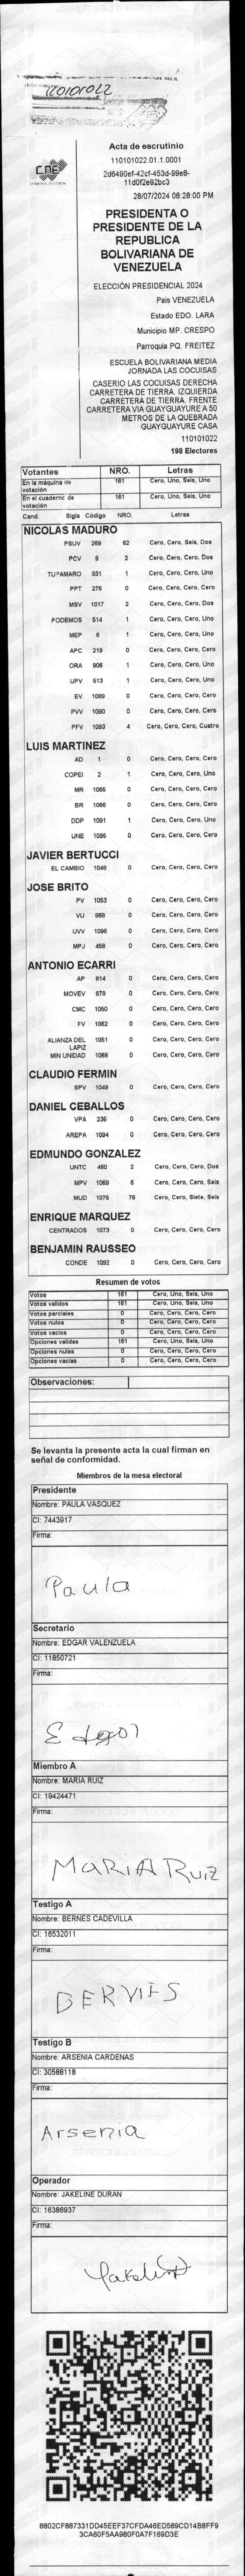 110101022
CNE
Acta de escrutinio
110101022.01.1.0001
2d6490ef-42cf-453d-99e8-
11d0f2e92bc3
28/07/2024 08:28:00 PM
PRESIDENTA O
PRESIDENTE DE LA
REPUBLICA
BOLIVARIANA DE
VENEZUELA
ELECCIÓN PRESIDENCIAL 2024
Pais VENEZUELA
Estado EDO. LARA
Municipio MP. CRESPO
Parroquia PQ. FREITEZ
ESCUELA BOLIVARIANA MEDIA
JORNADA LAS COCUISAS
CASERIO LAS COCUISAS DERECHA
CARRETERA DE TIERRA. IZQUIERDA
CARRETERA DE TIERRA. FRENTE
CARRETERA VIA GUAYGUAYURE A 50
METROS DE LA QUEBRADA
GUAYGUAYURE CASA
110101022
198 Electores
Votantes NRO. Letras
En la máquina de votación 161 Cero, Uno, Seis, Uno
En el cuaderno de votación 161 Cero, Uno, Seis, Uno
Cand. Sigla Código NRO. Letras
NICOLAS MADURO
PSUV 269 62 Cero, Cero, Seis, Dos
PCV 9 2 Cero, Cero, Cero, Dos
TUPAMARO 931 1 Cero, Cero, Cero, Uno
PPT 276 0 Cero, Cero, Cero, Cero
MSV 1017 2 Cero, Cero, Cero, Dos
PODEMOS 514 1 Cero, Cero, Cero, Uno
MEP 6 1 Cero, Cero, Cero, Uno
APC 219 0 Cero, Cero, Cero, Cero
ORA 906 1 Cero, Cero, Cero, Uno
UPV 513 1 Cero, Cero, Cero, Uno
EV 1089 0 Cero, Cero, Cero, Cero
PVV 1090 0 Cero, Cero, Cero, Cero
PFV 1093 4 Cero, Cero, Cero, Cuatro
LUIS MARTINEZ
AD 1 0 Cero, Cero, Cero, Cero
COPEI 2 1 Cero, Cero, Cero, Uno
MR 1065 0 Cero, Cero, Cero, Cero
BR 1066 0 Cero, Cero, Cero, Cero
DDP 1091 1 Cero, Cero, Cero, Uno
UNE 1095 0 Cero, Cero, Cero, Cero
JAVIER BERTUCCI
EL CAMBIO 1048 0 Cero, Cero, Cero, Cero
JOSE BRITO
PV 1053 0 Cero, Cero, Cero, Cero
VU 868 0 Cero, Cero, Cero, Cero
UVV 1096 0 Cero, Cero, Cero, Cero
MPJ 458 0 Cero, Cero, Cero, Cero
ANTONIO ECARRI
AP 814 0 Cero, Cero, Cero, Cero
MOVEV 878 0 Cero, Cero, Cero, Cero
CMC 1050 0 Cero, Cero, Cero, Cero
FV 1062 0 Cero, Cero, Cero, Cero
ALIANZA DEL LAPIZ 1051 0 Cero, Cero, Cero, Cero
MIN UNIDAD 1068 0 Cero, Cero, Cero, Cero
CLAUDIO FERMIN
SPV 1049 0 Cero, Cero, Cero, Cero
DANIEL CEBALLOS
VPA 236 0 Cero, Cero, Cero, Cero
AREPA 1094 0 Cero, Cero, Cero, Cero
EDMUNDO GONZALEZ
UNTC 460 2 Cero, Cero, Cero, Dos
MPV 1069 6 Cero, Cero, Cero, Seis
MUD 1075 76 Cero, Cero, Siete, Seis
ENRIQUE MARQUEZ
CENTRADOS 1073 0 Cero, Cero, Cero, Cero
BENJAMIN RAUSSEO
CONDE 1092 0 Cero, Cero, Cero, Cero
Resumen de votos
Votos 161 Cero, Uno, Seis, Uno
Votos validos 161 Cero, Uno, Seis, Uno
Votos parciales 0 Cero, Cero, Cero, Cero
Votos nulos 0 Cero, Cero, Cero, Cero
Votos vacios 0 Cero, Cero, Cero, Cero
Opciones validas 161 Cero, Uno, Seis, Uno
Opciones nulas 0 Cero, Cero, Cero, Cero
Opciones vacias 0 Cero, Cero, Cero, Cero
Observaciones:
Se levanta la presente acta la cual firman en
señal de conformidad.
Miembros de la mesa electoral
Presidente
Nombre: PAULA VASQUEZ
CI: 7443917
Firma:
Paula
Secretario
Nombre: EDGAR VALENZUELA
CI: 11850721
Firma:
Edgar
Miembro A
Nombre: MARIA RUIZ
CI: 19424471
Firma:
MARIA Ruiz
Testigo A
Nombre: BERNES CADEVILLA
CI: 16532011
Firma:
BERNIES
Testigo B
Nombre: ARSENIA CARDENAS
CI: 30588118
Firma:
Arsenia
Operador
Nombre: JAKELINE DURAN
CI: 16386937
Firma:
8802CF887331DD45EEF37CFDA46ED589CD14B8FF9
3CA60F5AA980F0A7F169D3E